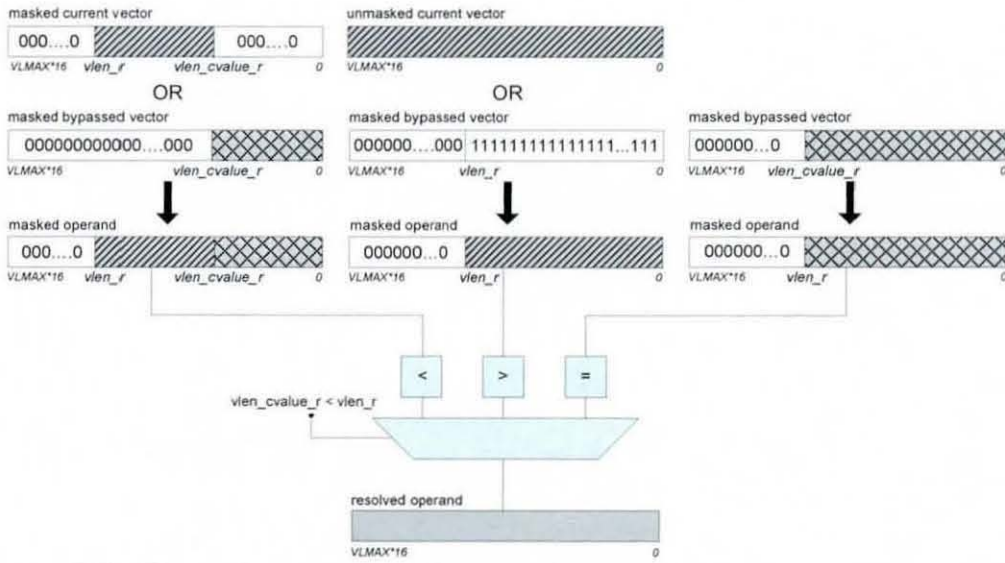 masked current vector unmasked current vector
000....0 000....0
VLMAX*16 vlen_r vlen_cvalue_r 0 VLMAX*16 0
OR OR
masked bypassed vector masked bypassed vector masked bypassed vector
000000000000....000 000000....000 1111111111111111...111 000000...0
VLMAX*16 vlen_cvalue_r 0 VLMAX*16 vlen_r 0 VLMAX*16 vlen_cvalue_r 0
masked operand masked operand masked operand
000....0 000000...0 000000...0
VLMAX*16 vlen_r vlen_cvalue_r 0 VLMAX*16 vlen_r 0 VLMAX*16 vlen_r 0
< > =
vlen_cvalue_r < vlen_r
resolved operand
VLMAX*16 0